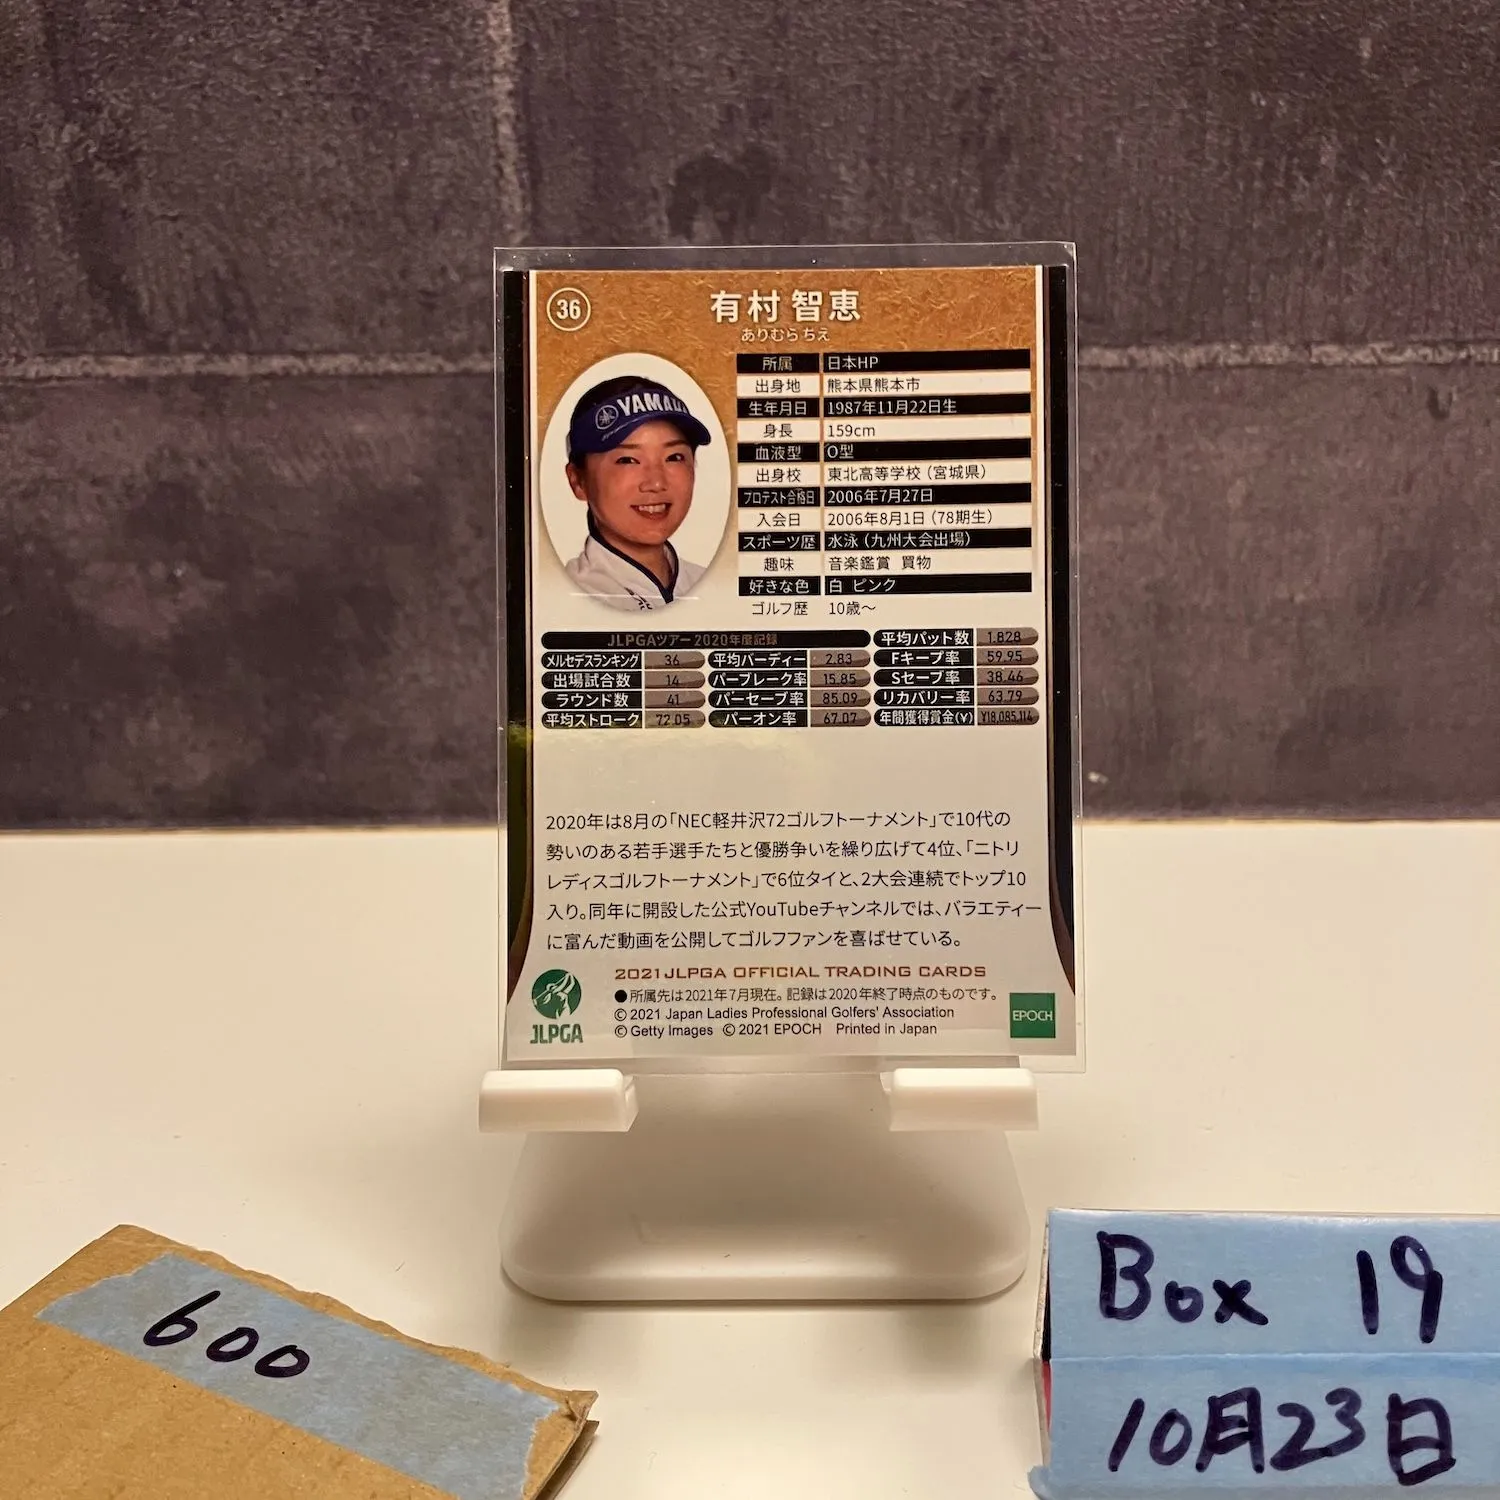 36
有村 智恵
ありむら ちえ
YAMAHA
所属 日本HP
出身地 熊本県熊本市
生年月日 1987年11月22日生
身長 159cm
血液型 O型
出身校 東北高等学校（宮城県）
プロテスト合格日 2006年7月27日
入会日 2006年8月1日（78期生）
スポーツ歴 水泳（九州大会出場）
趣味 音楽鑑賞 買物
好きな色 白 ピンク
ゴルフ歴 10歳～
JLPGAツアー2020年度記録 平均パット数 1.828
メルセデスランキング 36 平均バーディー 2.83 Fキープ率 59.95
出場試合数 14 パーブレーク率 15.85 Sセーブ率 38.46
ラウンド数 41 パーセーブ率 85.09 リカバリー率 63.79
平均ストローク 72.05 パーオン率 67.07 年間獲得賞金(¥) ¥18,085,114
2020年は8月の「NEC軽井沢72ゴルフトーナメント」で10代の
勢いのある若手選手たちと優勝争いを繰り広げて4位、「ニトリ
レディスゴルフトーナメント」で6位タイと、2大会連続でトップ10
入り。同年に開設した公式YouTubeチャンネルでは、バラエティー
に富んだ動画を公開してゴルフファンを喜ばせている。
2021 JLPGA OFFICIAL TRADING CARDS
●所属先は2021年7月現在。記録は2020年終了時点のものです。
© 2021 Japan Ladies Professional Golfers' Association
© Getty Images © 2021 EPOCH Printed in Japan
JLPGA
EPOCH
600
Box 19
10月23日